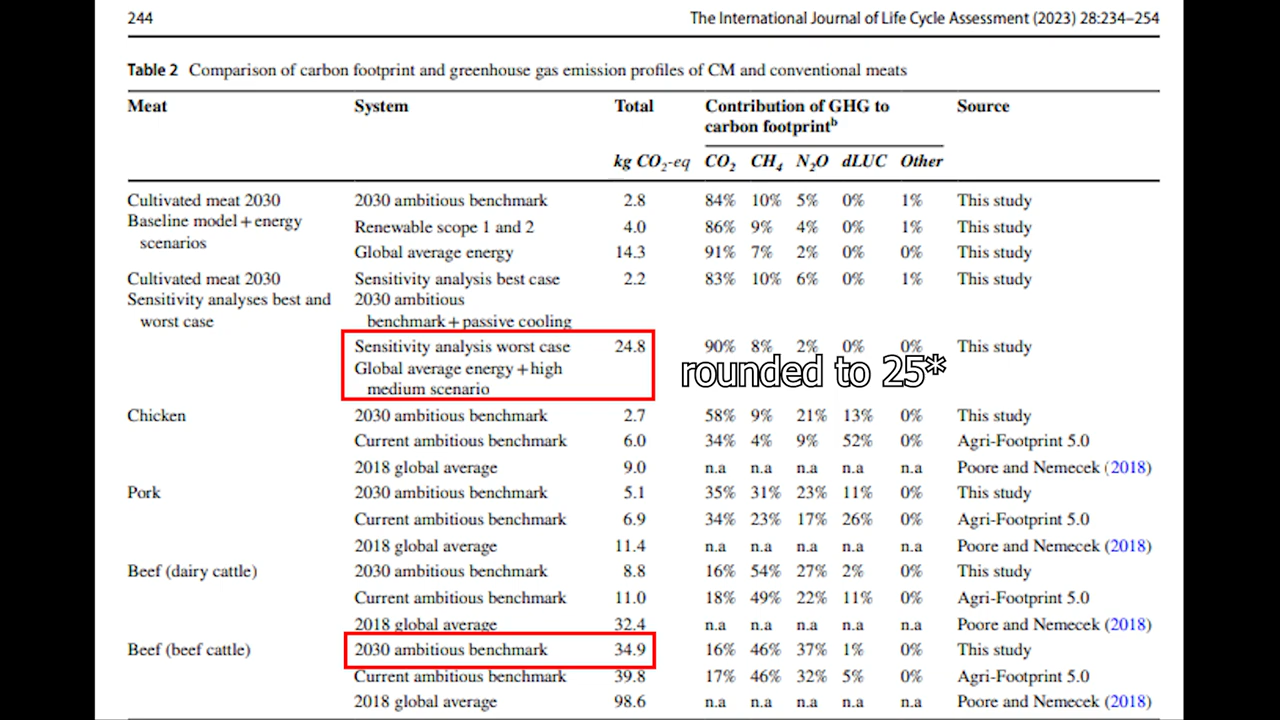 244 The International Journal of Life Cycle Assessment (2023) 28:234–254
Table 2 Comparison of carbon footprint and greenhouse gas emission profiles of CM and conventional meats
Meat System Total Contribution of GHG to Source
carbon footprintᵇ
kg CO₂-eq CO₂ CH₄ N₂O dLUC Other
Cultivated meat 2030 2030 ambitious benchmark 2.8 84% 10% 5% 0% 1% This study
Baseline model + energy Renewable scope 1 and 2 4.0 86% 9% 4% 0% 1% This study
scenarios Global average energy 14.3 91% 7% 2% 0% 0% This study
Cultivated meat 2030 Sensitivity analysis best case 2.2 83% 10% 6% 0% 1% This study
Sensitivity analyses best and 2030 ambitious
worst case benchmark + passive cooling
Sensitivity analysis worst case 24.8 90% 8% 2% 0% 0% This study
Global average energy + high rounded to 25*
medium scenario
Chicken 2030 ambitious benchmark 2.7 58% 9% 21% 13% 0% This study
Current ambitious benchmark 6.0 34% 4% 9% 52% 0% Agri-Footprint 5.0
2018 global average 9.0 n.a n.a n.a n.a n.a Poore and Nemecek (2018)
Pork 2030 ambitious benchmark 5.1 35% 31% 23% 11% 0% This study
Current ambitious benchmark 6.9 34% 23% 17% 26% 0% Agri-Footprint 5.0
2018 global average 11.4 n.a n.a n.a n.a n.a Poore and Nemecek (2018)
Beef (dairy cattle) 2030 ambitious benchmark 8.8 16% 54% 27% 2% 0% This study
Current ambitious benchmark 11.0 18% 49% 22% 11% 0% Agri-Footprint 5.0
2018 global average 32.4 n.a n.a n.a n.a n.a Poore and Nemecek (2018)
Beef (beef cattle) 2030 ambitious benchmark 34.9 16% 46% 37% 1% 0% This study
Current ambitious benchmark 39.8 17% 46% 32% 5% 0% Agri-Footprint 5.0
2018 global average 98.6 n.a n.a n.a n.a n.a Poore and Nemecek (2018)